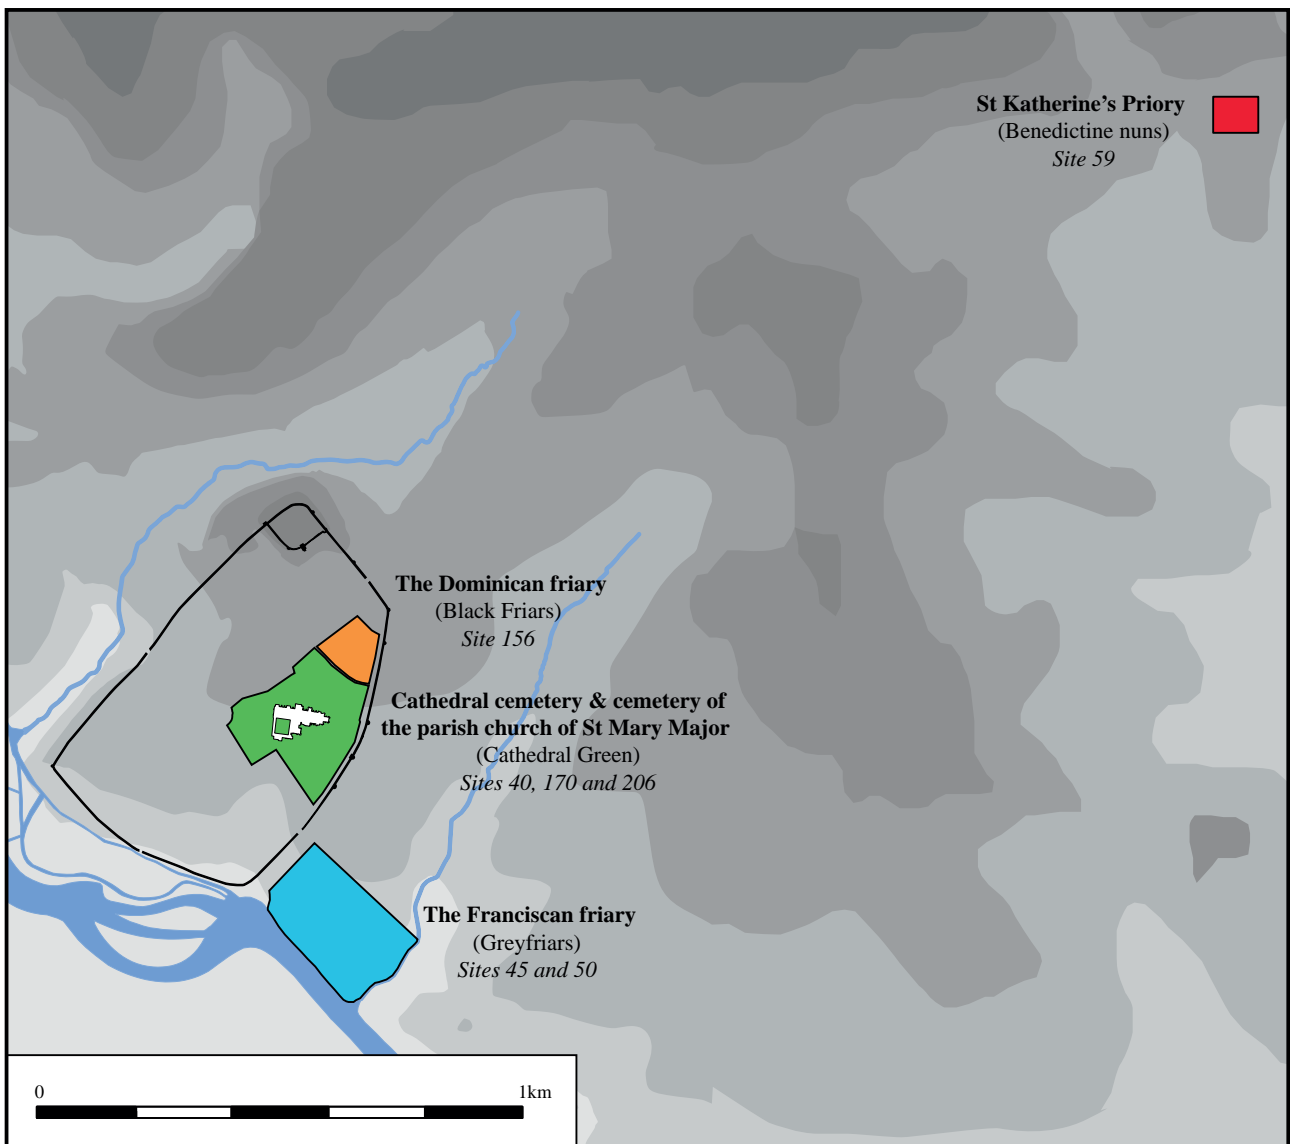 St Katherine's Priory
(Benedictine nuns)
Site 59
The Dominican friary
(Black Friars)
Site 156
Cathedral cemetery & cemetery of
the parish church of St Mary Major
(Cathedral Green)
Sites 40, 170 and 206
The Franciscan friary
(Greyfriars)
Sites 45 and 50
0 1km